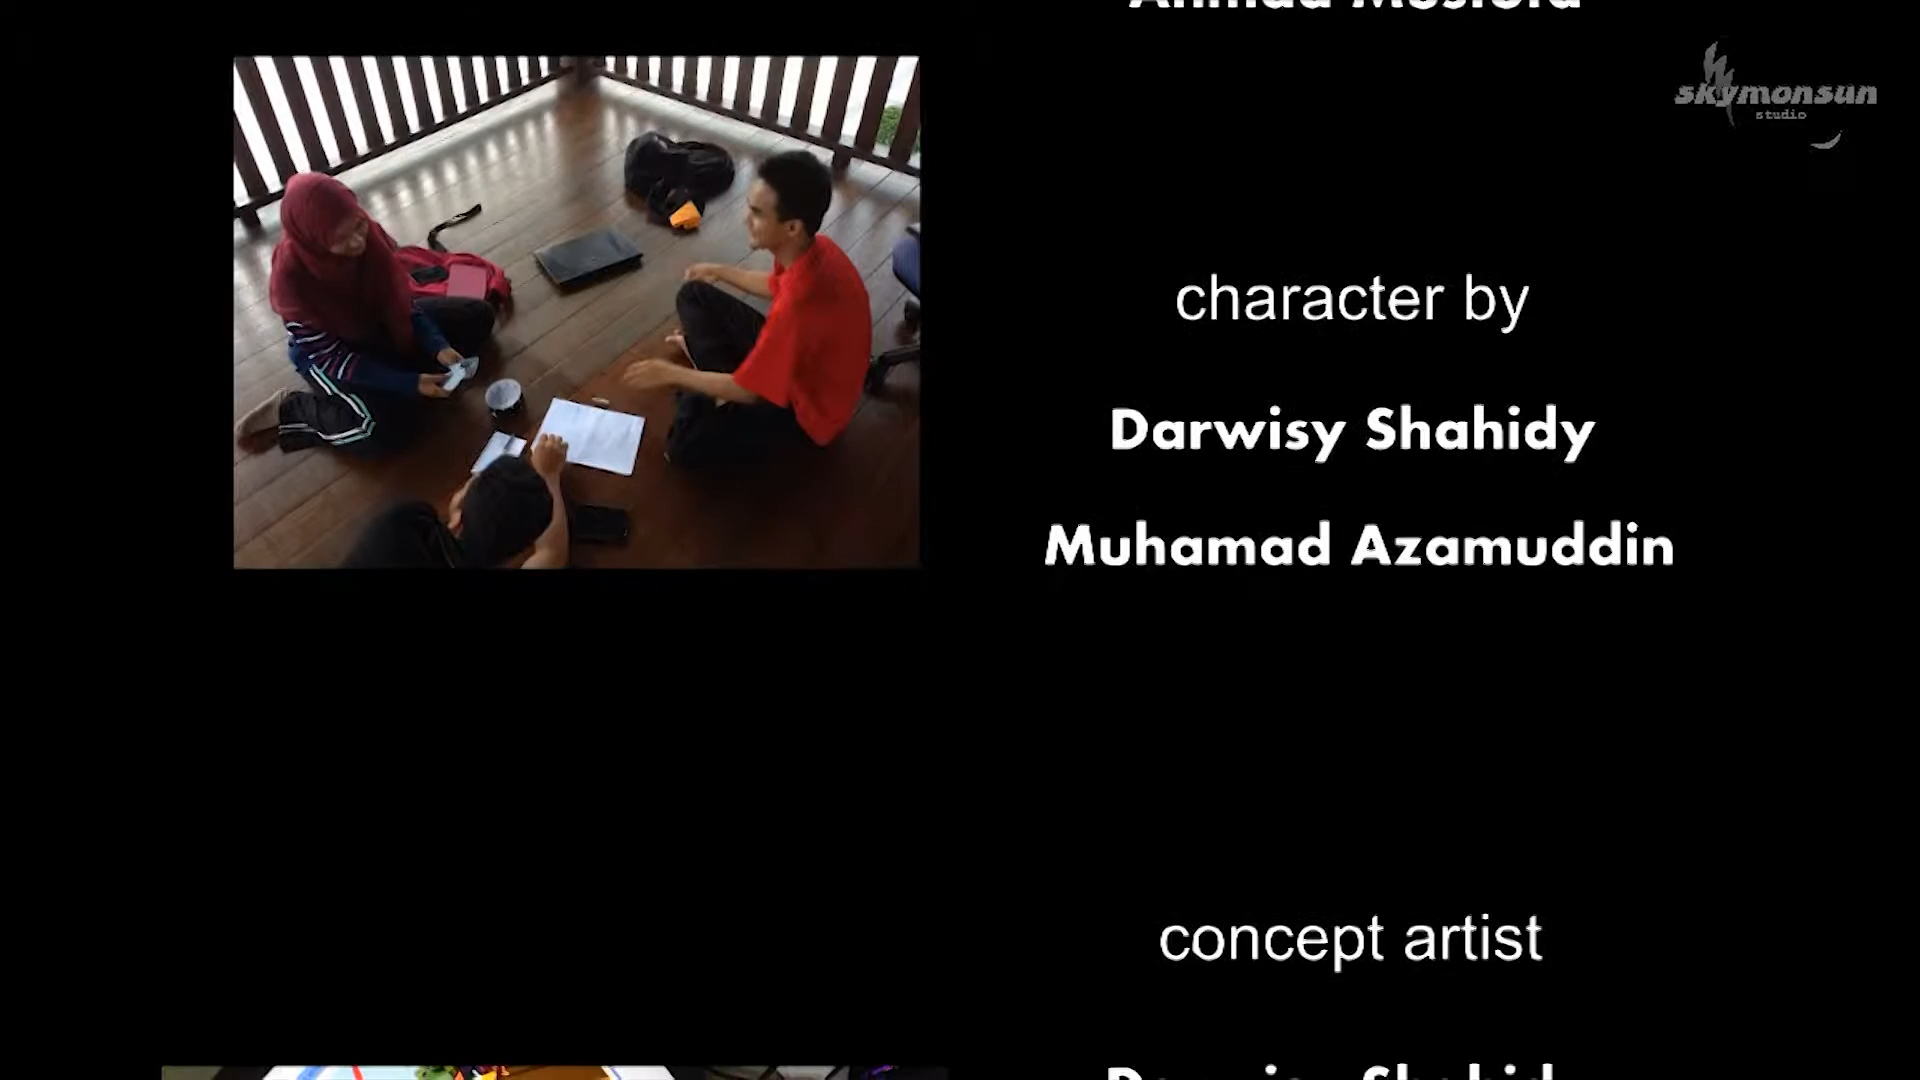 skymonsun
studio
character by
Darwisy Shahidy
Muhamad Azamuddin
concept artist